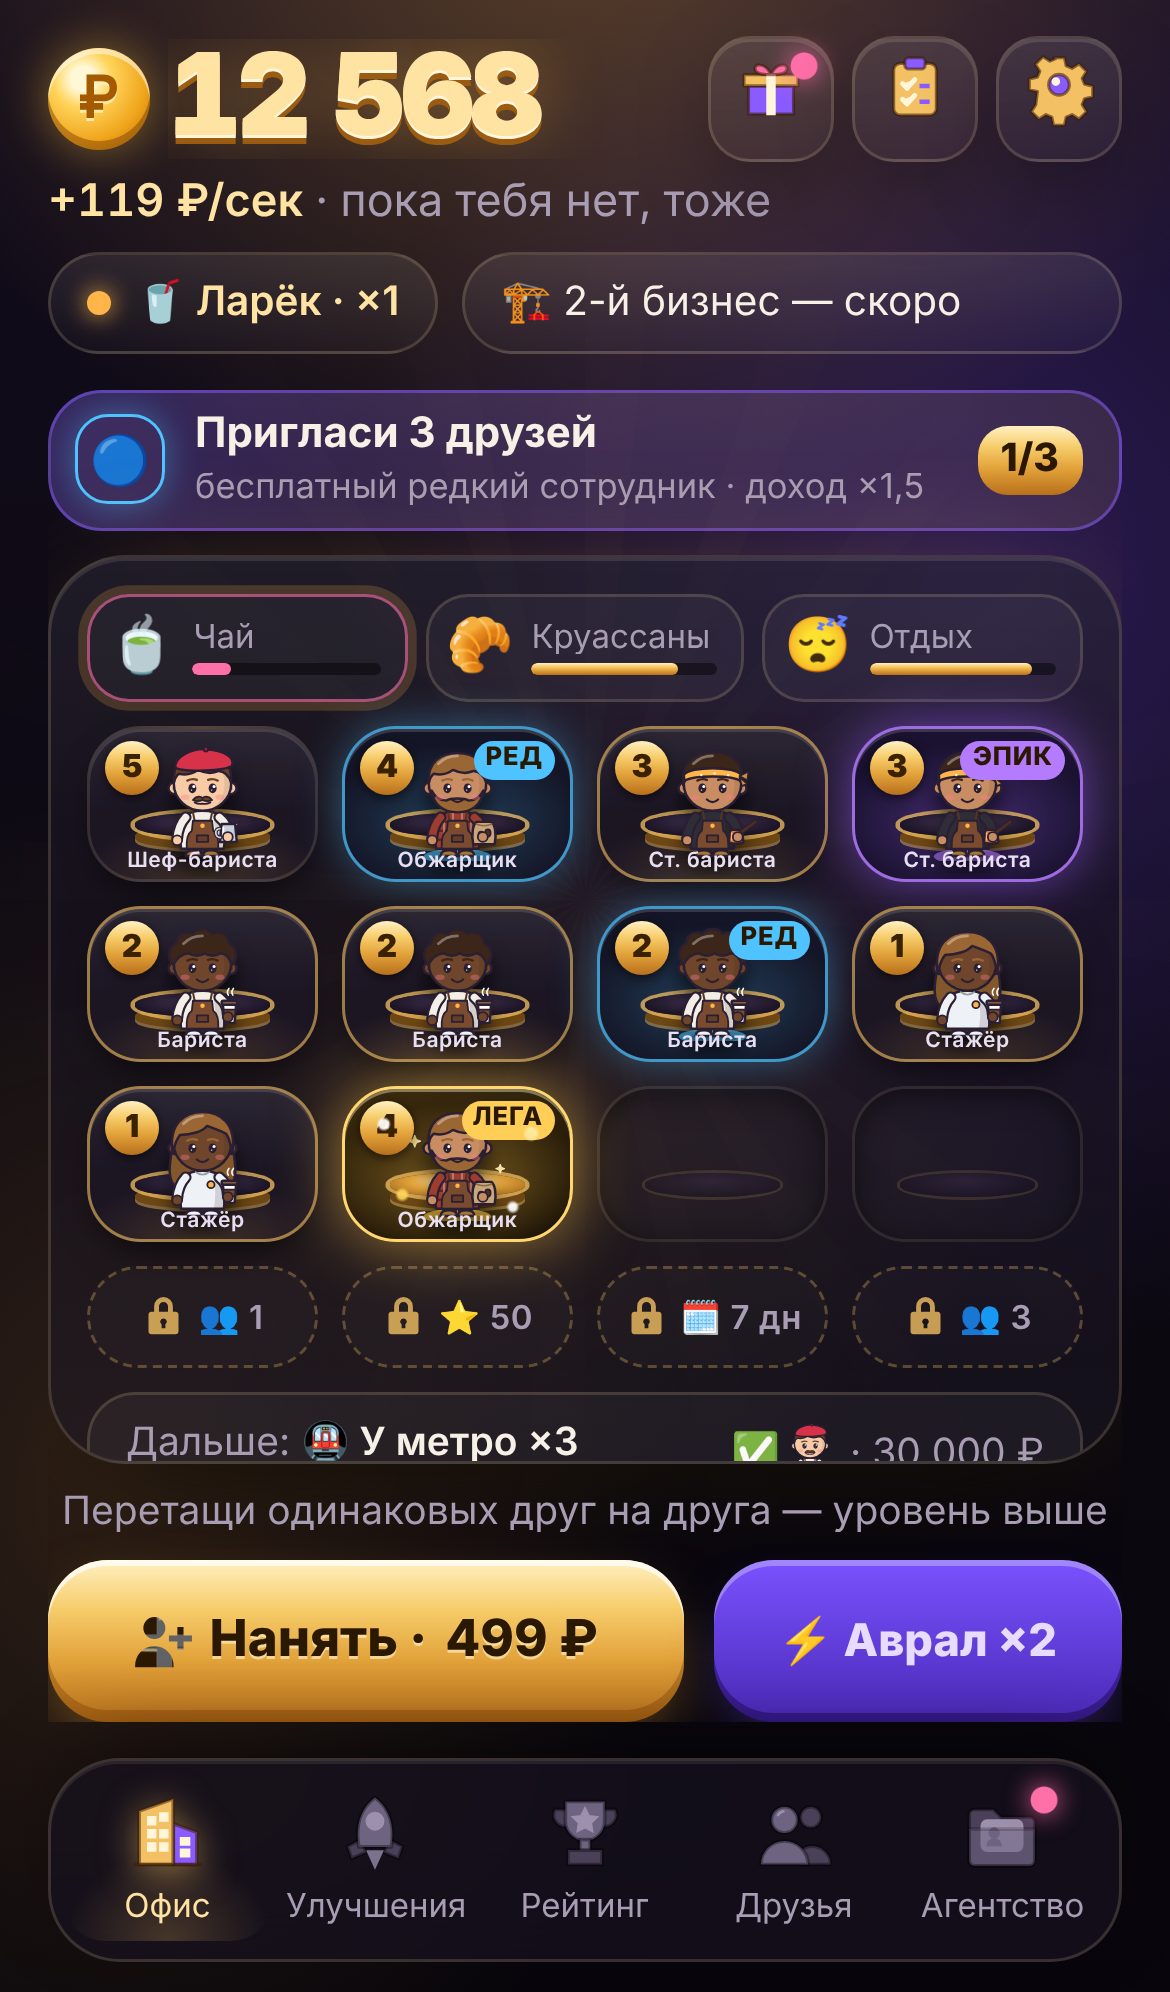 ₽ 12 568
+119 ₽/сек · пока тебя нет, тоже
Ларёк · ×1
2-й бизнес — скоро
Пригласи 3 друзей
бесплатный редкий сотрудник · доход ×1,5
1/3
Чай
Круассаны
Отдых
5
Шеф-бариста
4
РЕД
Обжарщик
3
Ст. бариста
3
ЭПИК
Ст. бариста
2
Бариста
2
Бариста
2
РЕД
Бариста
1
Стажёр
1
Стажёр
4
ЛЕГА
Обжарщик
1
50
7 дн
3
Дальше: У метро ×3
· 30 000 ₽
Перетащи одинаковых друг на друга — уровень выше
Нанять · 499 ₽
Аврал ×2
Офис
Улучшения
Рейтинг
Друзья
Агентство